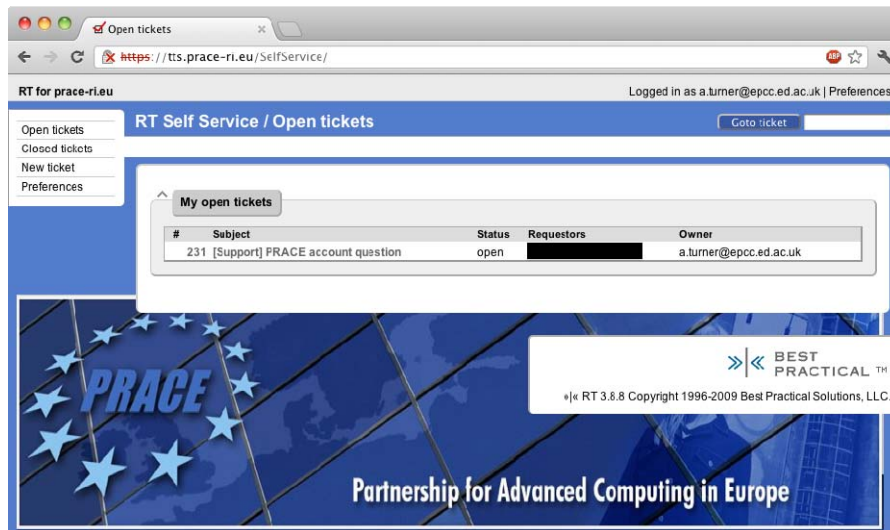 Open tickets
https://tts.prace-ri.eu/SelfService/
ABP
RT for prace-ri.eu
Logged in as a.turner@epcc.ed.ac.uk | Preferences
Open tickets
Closed tickets
New ticket
Preferences
RT Self Service / Open tickets
Goto ticket
My open tickets
# Subject Status Requestors Owner
231 [Support] PRACE account question open a.turner@epcc.ed.ac.uk
PRACE
BEST
PRACTICAL ™
»|« RT 3.8.8 Copyright 1996-2009 Best Practical Solutions, LLC.
Partnership for Advanced Computing in Europe